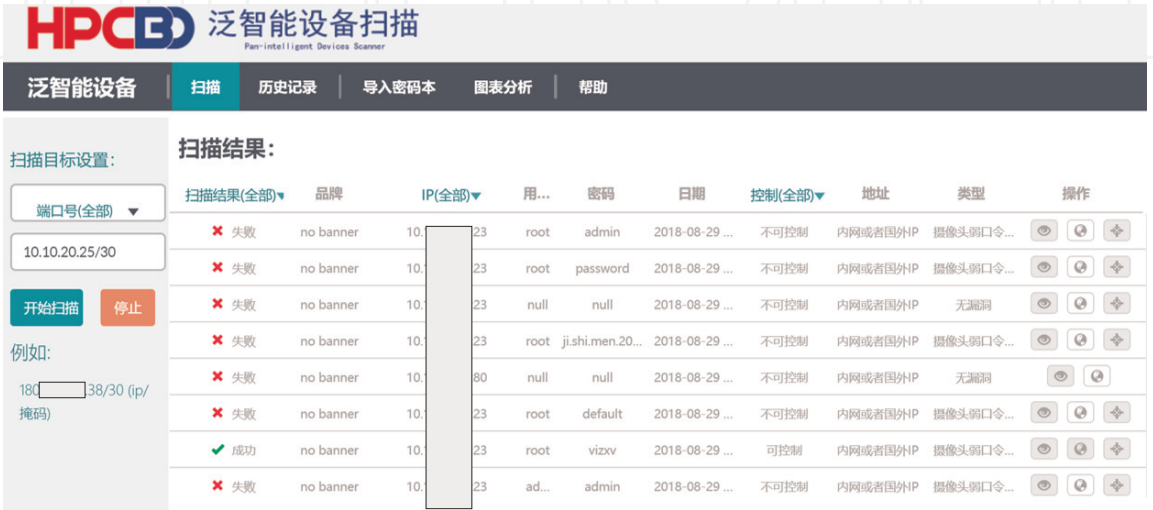 HPCBD 泛智能设备扫描
Pan-intelligent Devices Scanner
泛智能设备 扫描 历史记录 导入密码本 图表分析 帮助
扫描目标设置:
端口号(全部)
10.10.20.25/30
开始扫描 停止
例如:
180 38/30 (ip/
掩码)
扫描结果:
扫描结果(全部) 品牌 IP(全部) 用... 密码 日期 控制(全部) 地址 类型 操作
失败 no banner 10. 23 root admin 2018-08-29 ... 不可控制 内网或者国外IP 摄像头弱口令...
失败 no banner 10. 23 root password 2018-08-29 ... 不可控制 内网或者国外IP 摄像头弱口令...
失败 no banner 10. 23 null null 2018-08-29 ... 不可控制 内网或者国外IP 无漏洞
失败 no banner 10. 23 root ji.shi.men.20... 2018-08-29 ... 不可控制 内网或者国外IP 摄像头弱口令...
失败 no banner 10. 80 null null 2018-08-29 ... 不可控制 内网或者国外IP 无漏洞
失败 no banner 10. 23 root default 2018-08-29 ... 不可控制 内网或者国外IP 摄像头弱口令...
成功 no banner 10. 23 root vizxv 2018-08-29 ... 可控制 内网或者国外IP 摄像头弱口令...
失败 no banner 10. 23 ad... admin 2018-08-29 ... 不可控制 内网或者国外IP 摄像头弱口令...